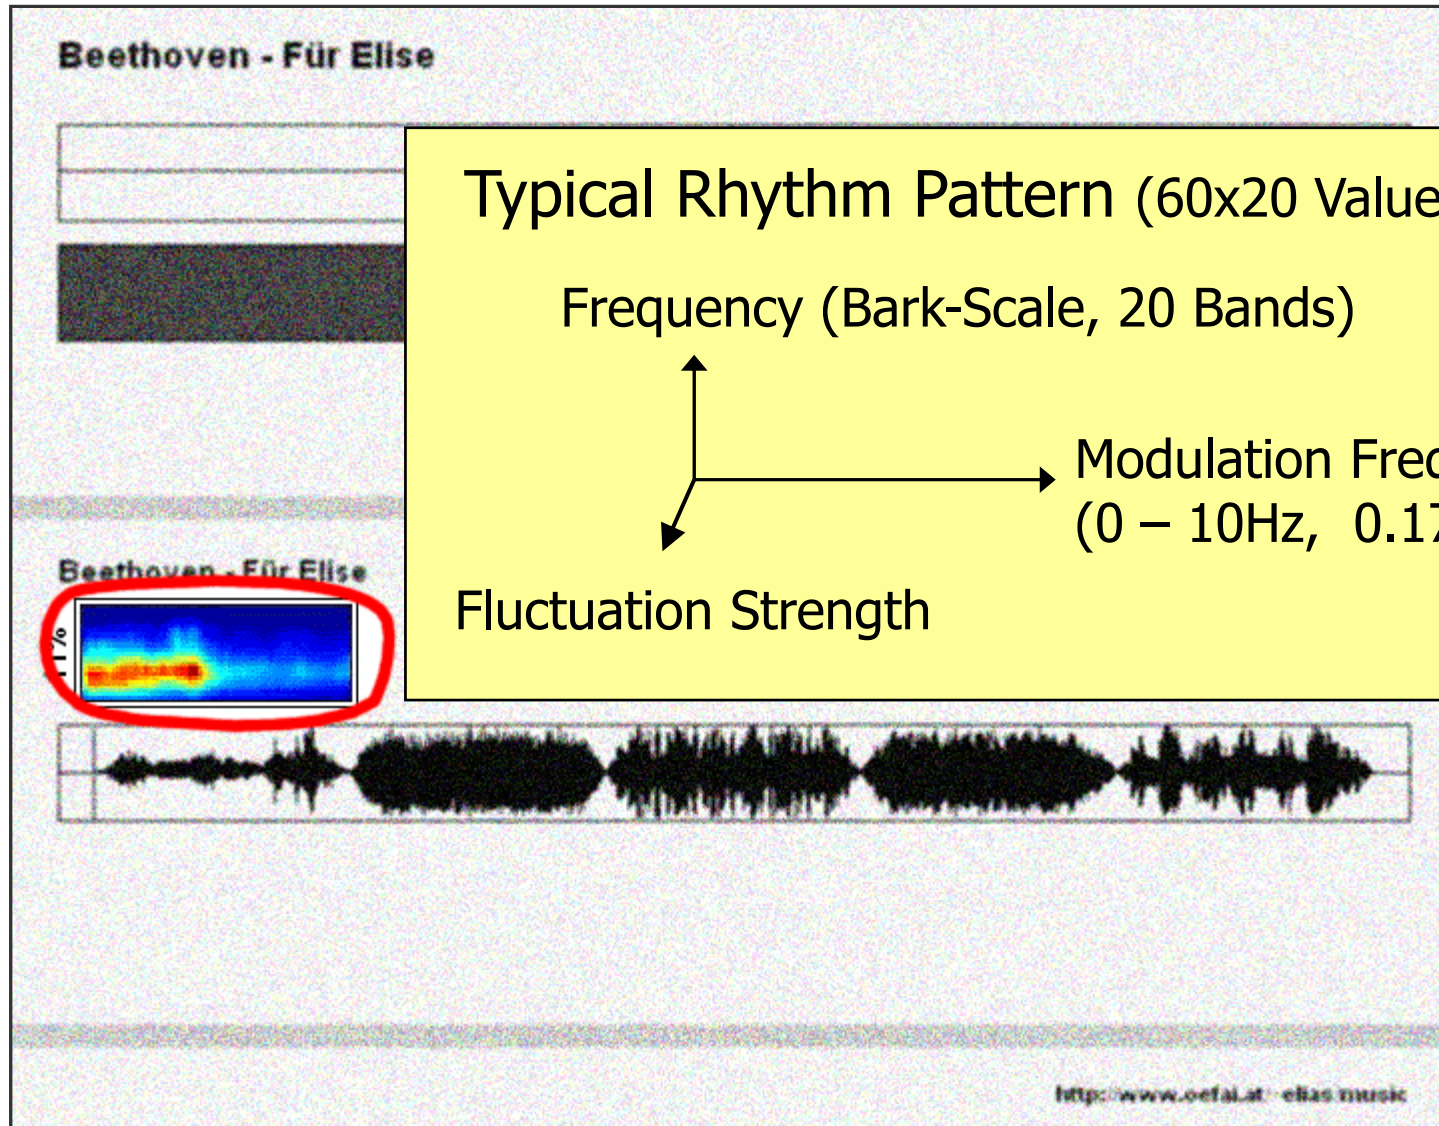 Beethoven - Für Elise
Typical Rhythm Pattern (60x20 Value
Frequency (Bark-Scale, 20 Bands)
Modulation Freq
(0 – 10Hz, 0.17
Beethoven - Für Elise
Fluctuation Strength